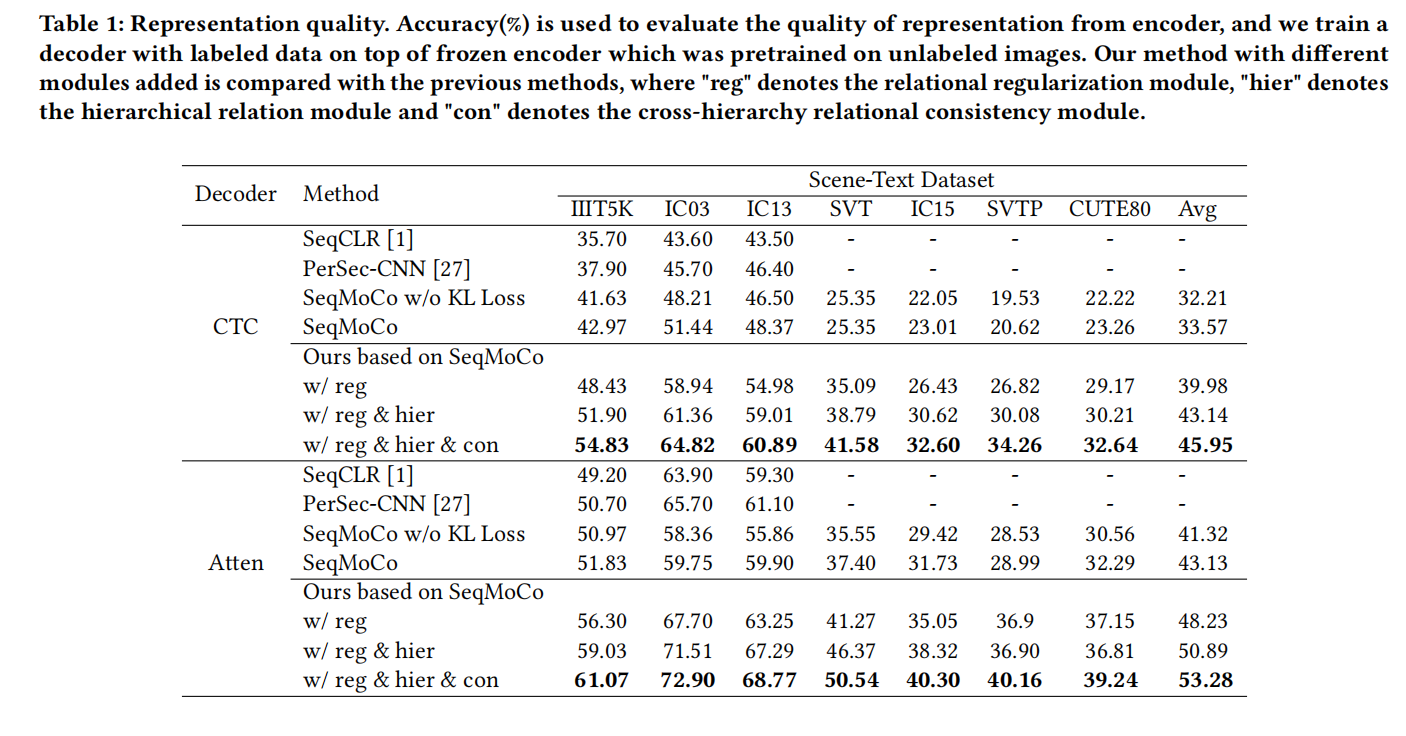 Table 1: Representation quality. Accuracy(%) is used to evaluate the quality of representation from encoder, and we train a
decoder with labeled data on top of frozen encoder which was pretrained on unlabeled images. Our method with different
modules added is compared with the previous methods, where "reg" denotes the relational regularization module, "hier" denotes
the hierarchical relation module and "con" denotes the cross-hierarchy relational consistency module.
Decoder Method Scene-Text Dataset
IIIT5K IC03 IC13 SVT IC15 SVTP CUTE80 Avg
CTC
SeqCLR [1] 35.70 43.60 43.50 - - - - -
PerSec-CNN [27] 37.90 45.70 46.40 - - - - -
SeqMoCo w/o KL Loss 41.63 48.21 46.50 25.35 22.05 19.53 22.22 32.21
SeqMoCo 42.97 51.44 48.37 25.35 23.01 20.62 23.26 33.57
Ours based on SeqMoCo
w/ reg 48.43 58.94 54.98 35.09 26.43 26.82 29.17 39.98
w/ reg & hier 51.90 61.36 59.01 38.79 30.62 30.08 30.21 43.14
w/ reg & hier & con 54.83 64.82 60.89 41.58 32.60 34.26 32.64 45.95
Atten
SeqCLR [1] 49.20 63.90 59.30 - - - - -
PerSec-CNN [27] 50.70 65.70 61.10 - - - - -
SeqMoCo w/o KL Loss 50.97 58.36 55.86 35.55 29.42 28.53 30.56 41.32
SeqMoCo 51.83 59.75 59.90 37.40 31.73 28.99 32.29 43.13
Ours based on SeqMoCo
w/ reg 56.30 67.70 63.25 41.27 35.05 36.9 37.15 48.23
w/ reg & hier 59.03 71.51 67.29 46.37 38.32 36.90 36.81 50.89
w/ reg & hier & con 61.07 72.90 68.77 50.54 40.30 40.16 39.24 53.28